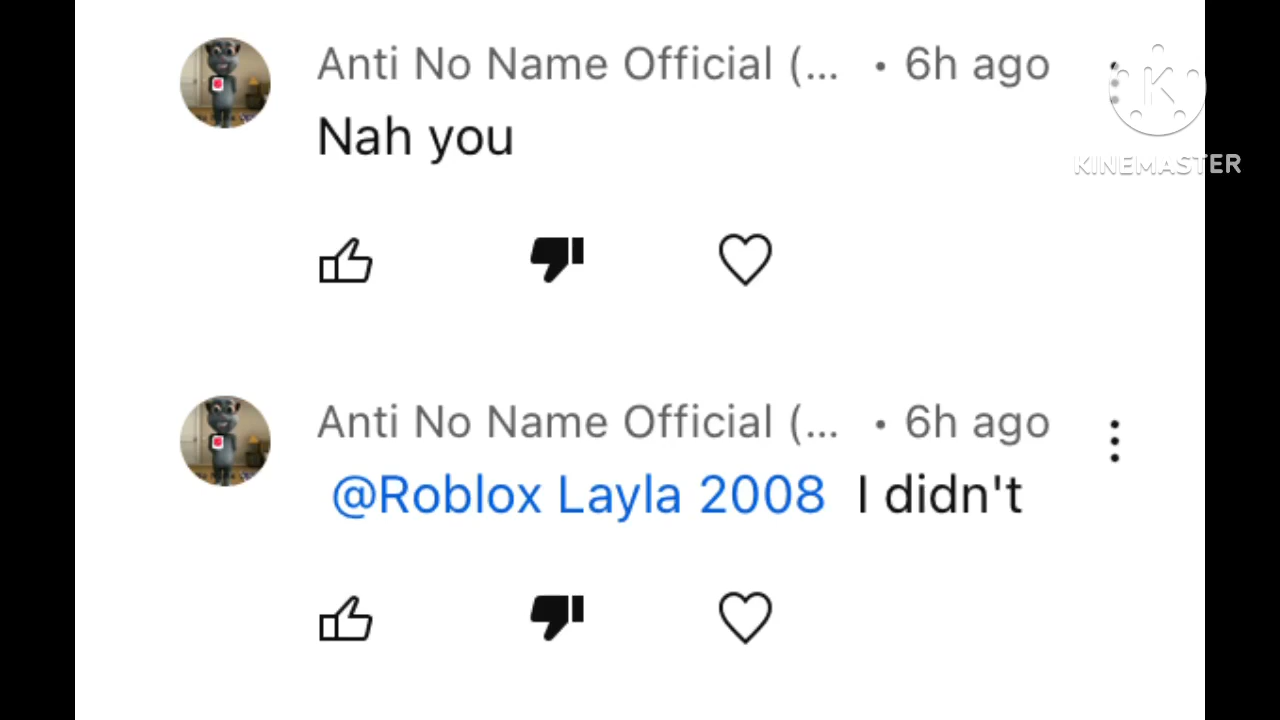 Anti No Name Official (... • 6h ago
Nah you
K
KINEMASTER
Anti No Name Official (... • 6h ago
@Roblox Layla 2008 I didn't